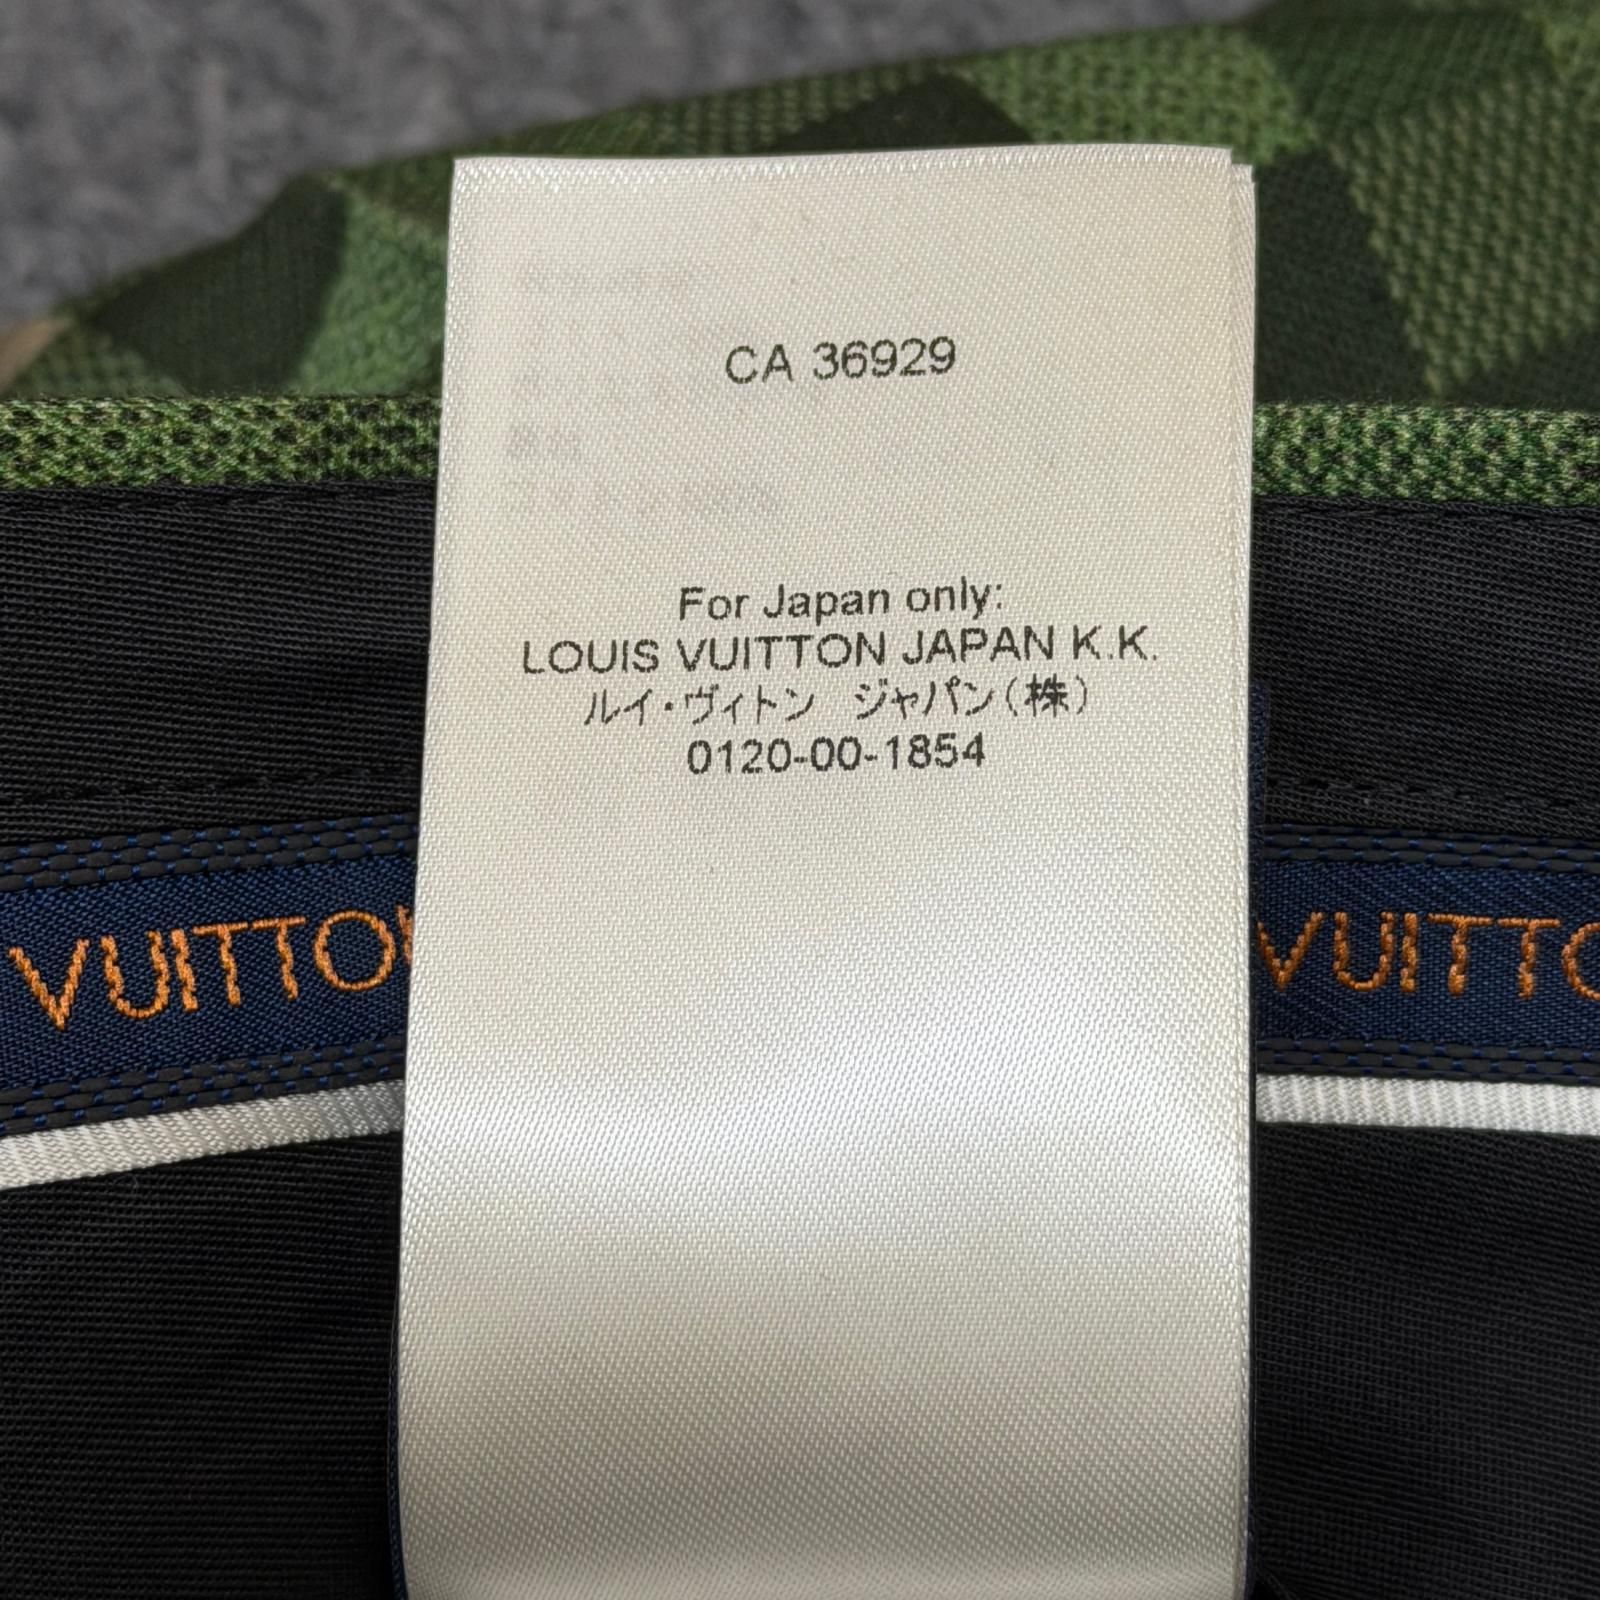 CA 36929
For Japan only:
LOUIS VUITTON JAPAN K.K.
ルイ・ヴィトン　ジャパン（株）
0120-00-1854
VUITTON
VUITTO